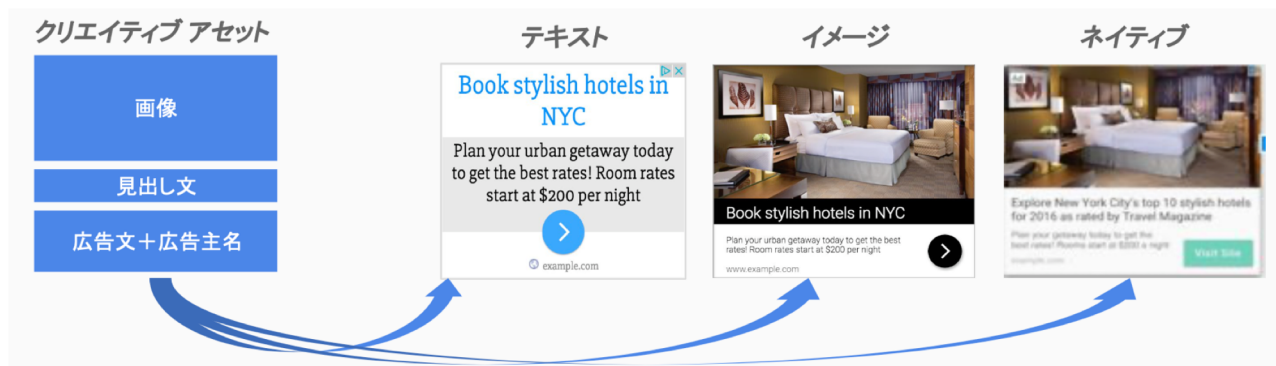 クリエイティブ アセット
画像
見出し文
広告文＋広告主名
テキスト
Book stylish hotels in
NYC
Plan your urban getaway today
to get the best rates! Room rates
start at $200 per night
example.com
イメージ
Book stylish hotels in NYC
Plan your urban getaway today to get the best
rates! Room rates start at $200 per night
www.example.com
ネイティブ
Ad
Explore New York City's top 10 stylish hotels
for 2016 as rated by Travel Magazine
Plan your getaway today to get the
best rates! Rooms start at $200 a night
example.com
Visit Site